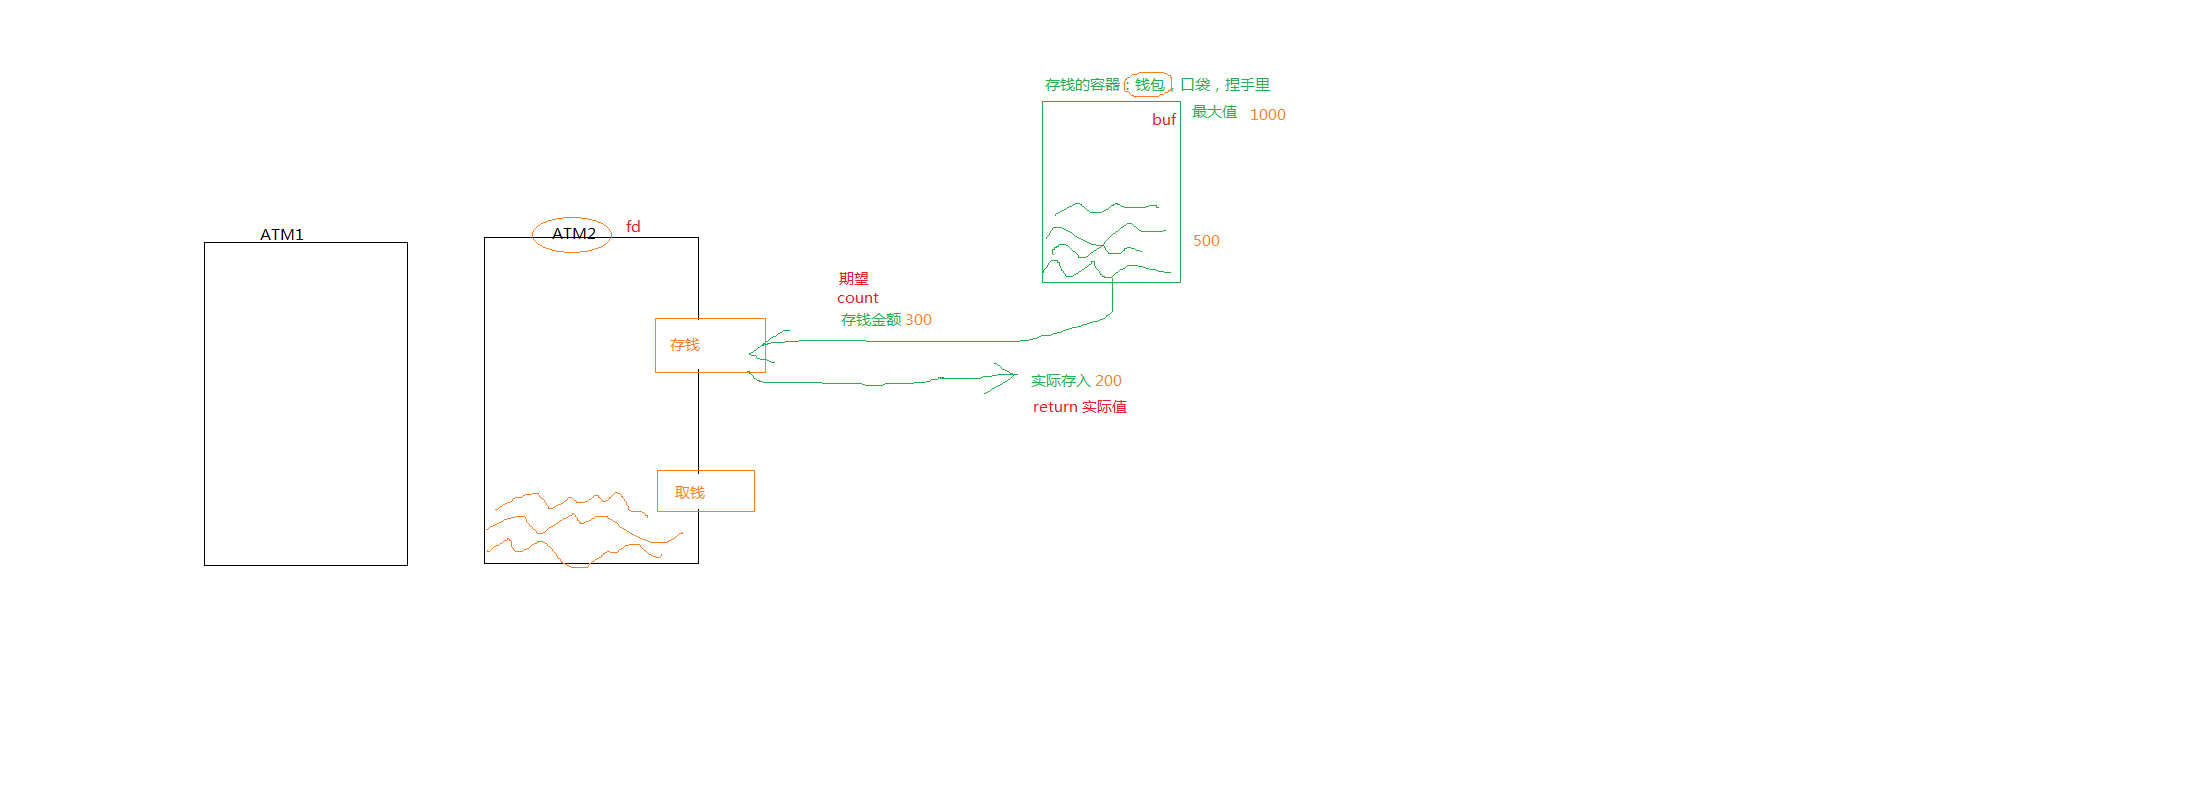 存钱的容器：钱包，口袋，捏手里
buf
最大值 1000
ATM1
ATM2
fd
500
期望
count
存钱金额 300
存钱
实际存入 200
return 实际值
取钱